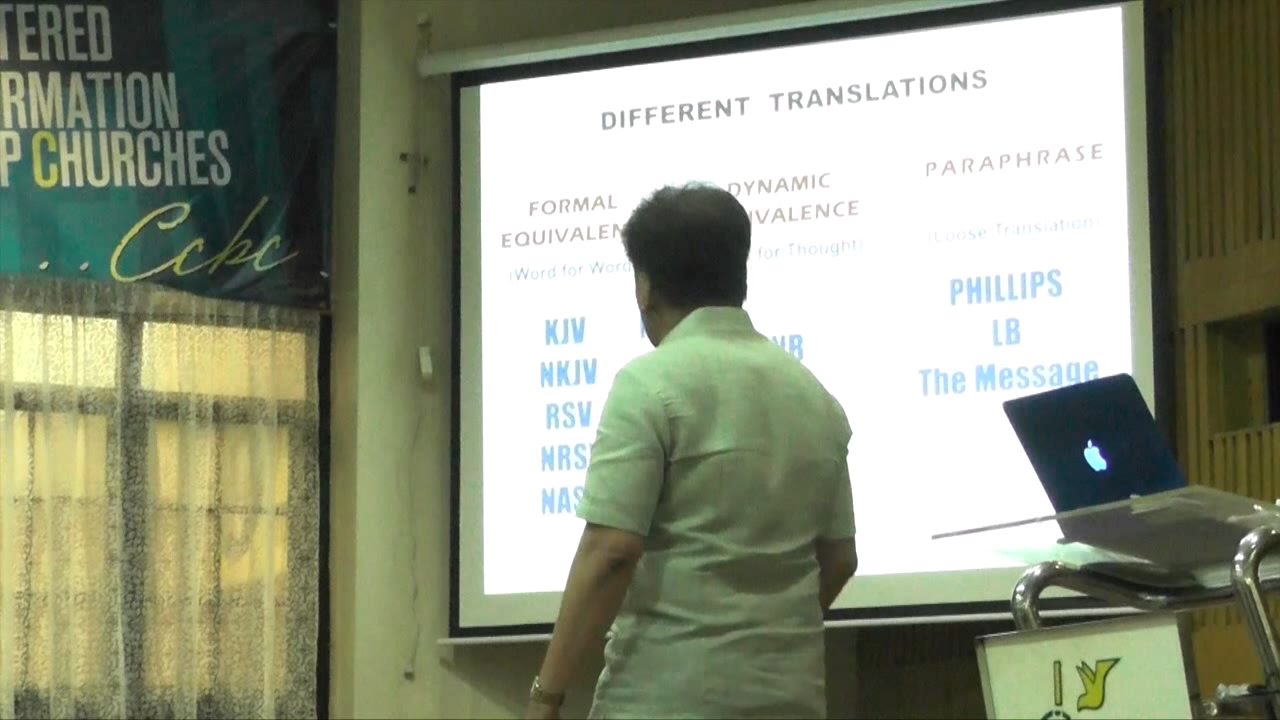 TERED
RMATION
P CHURCHES
..Ccbc
DIFFERENT TRANSLATIONS
FORMAL
EQUIVALEN
(Word for Word
DYNAMIC
IVALENCE
for Thought)
PARAPHRASE
(Loose Translation)
KJV
NKJV
RSV
NRS
NAS
PHILLIPS
LB
The Message